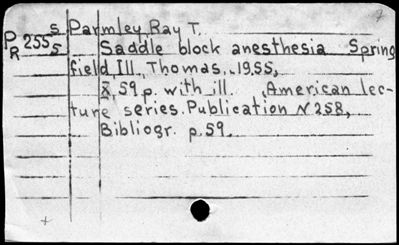 PR 255 S5 Parmley, Ray T.
Saddle block anesthesia Spring
field, Ill., Thomas, 1955,
x, 59 p. with ill. (American lec-
ture series. Publication N 258,
Bibliogr. p. 59.